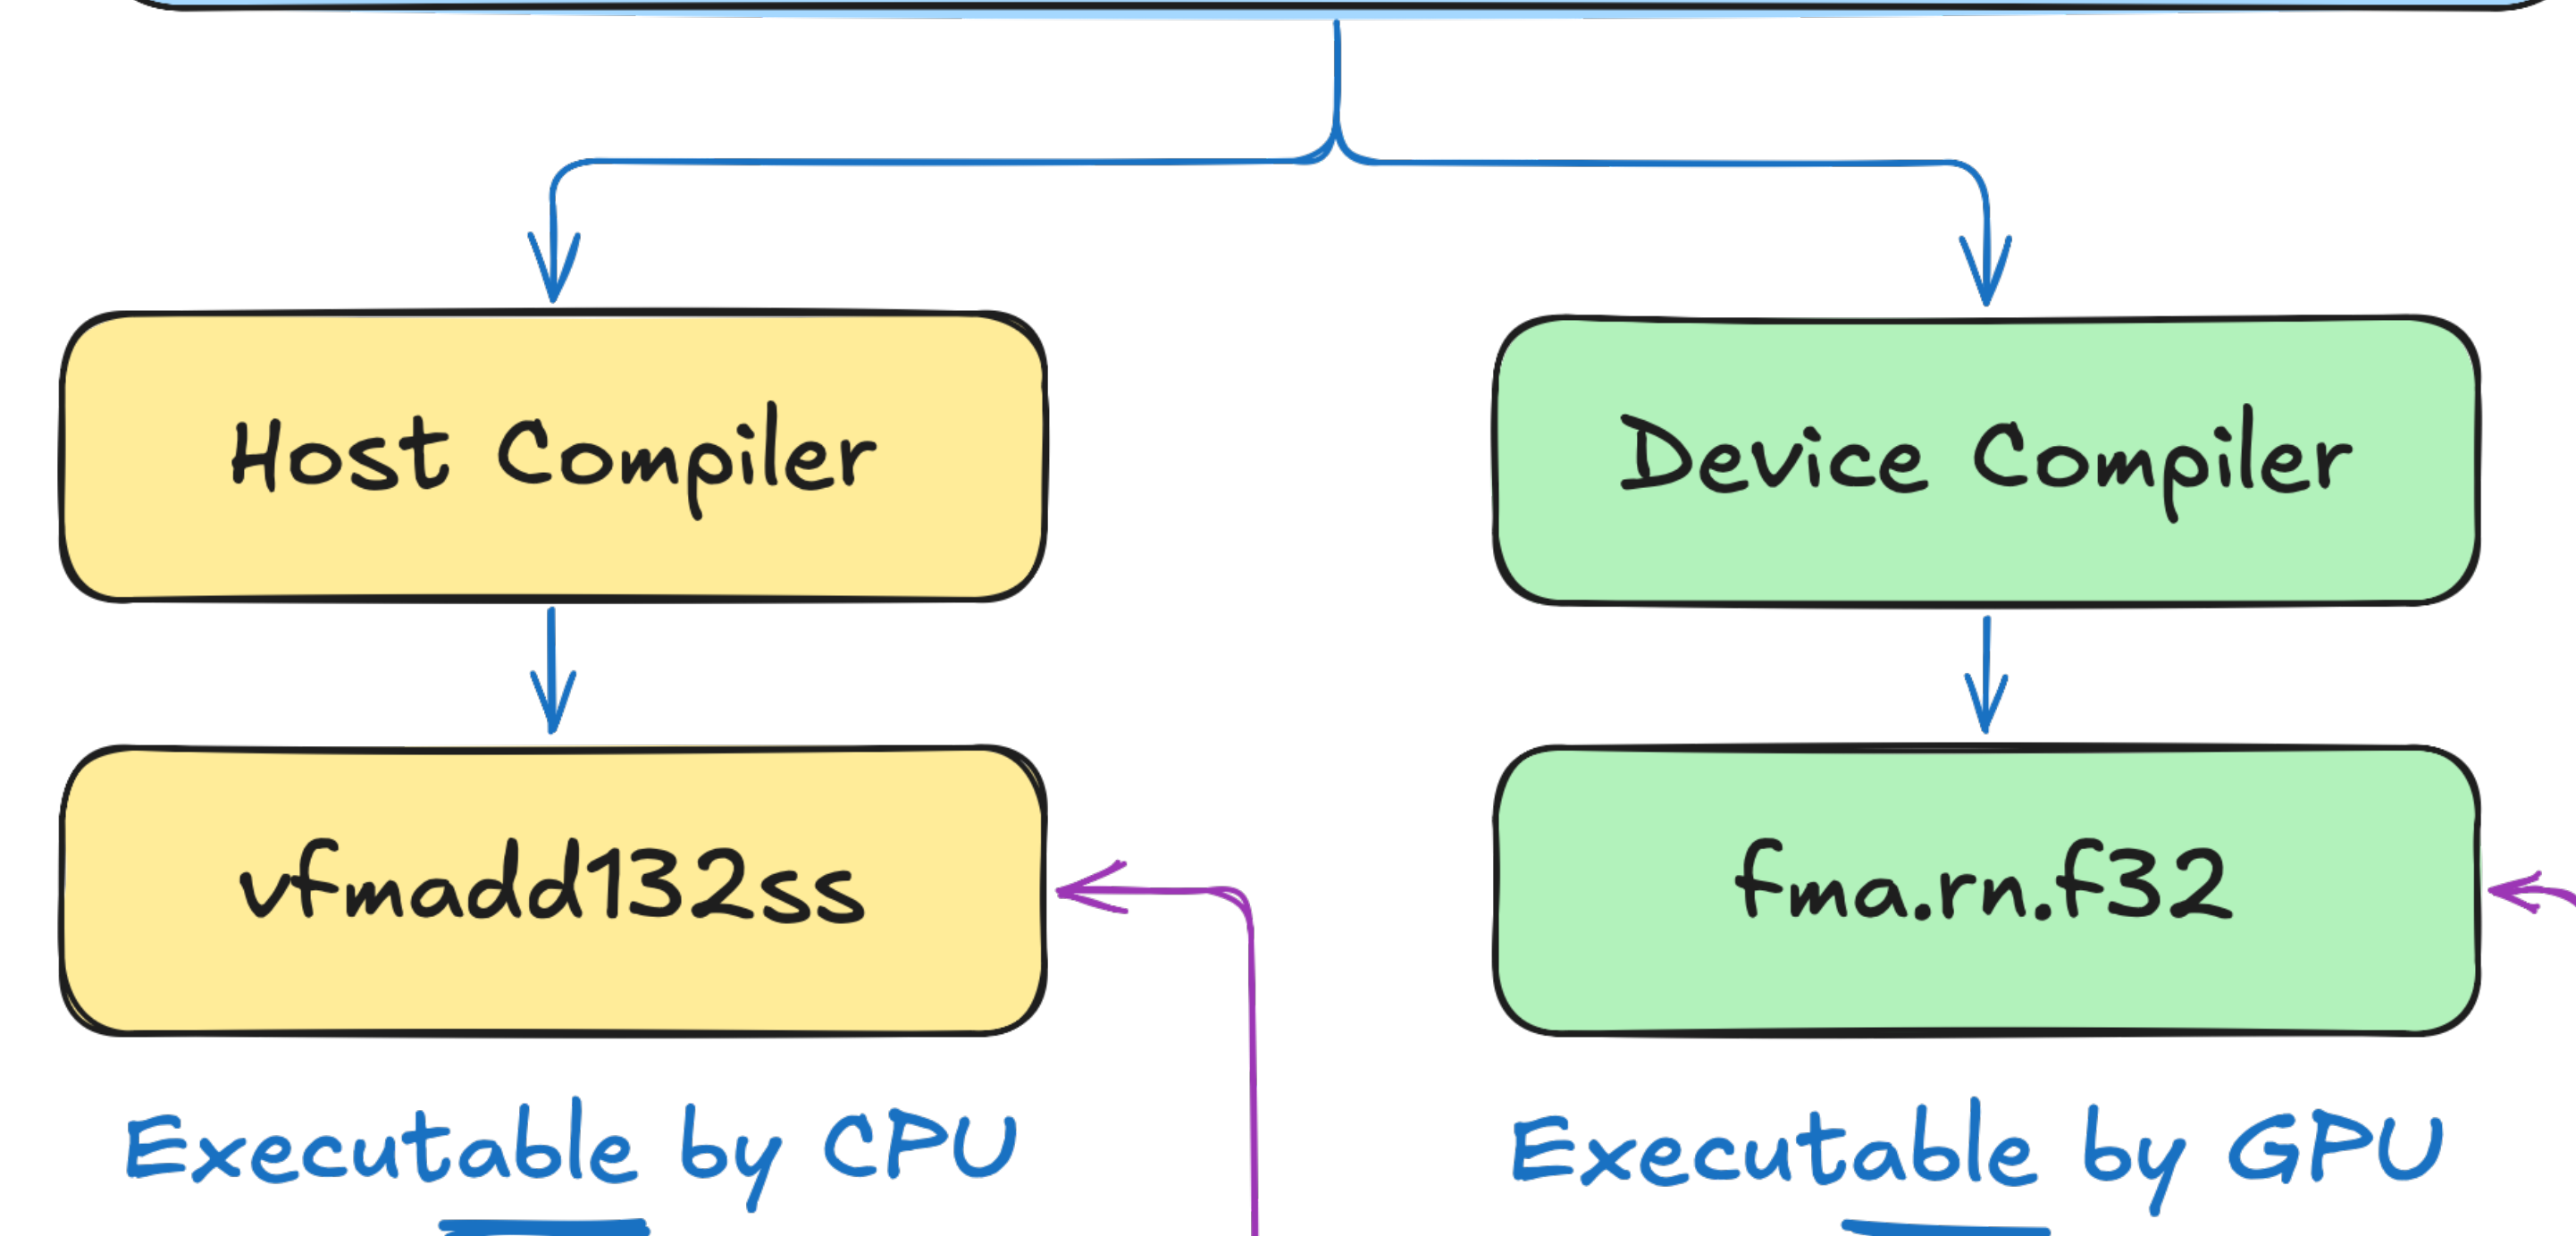 Host Compiler
Device Compiler
vfmadd132ss
fma.rn.f32
Executable by CPU
Executable by GPU